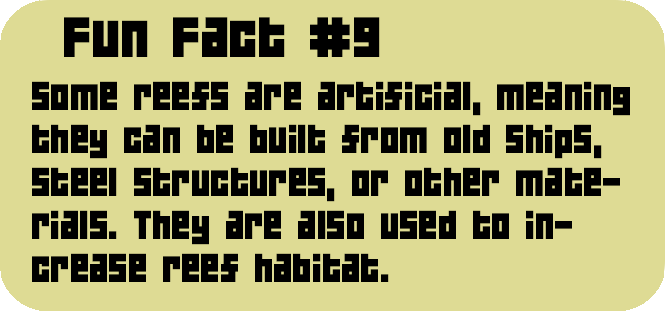 Fun Fact #9
Some reefs are artificial, meaning
they can be built from old ships,
steel structures, or other mate-
rials. They are also used to in-
crease reef habitat.